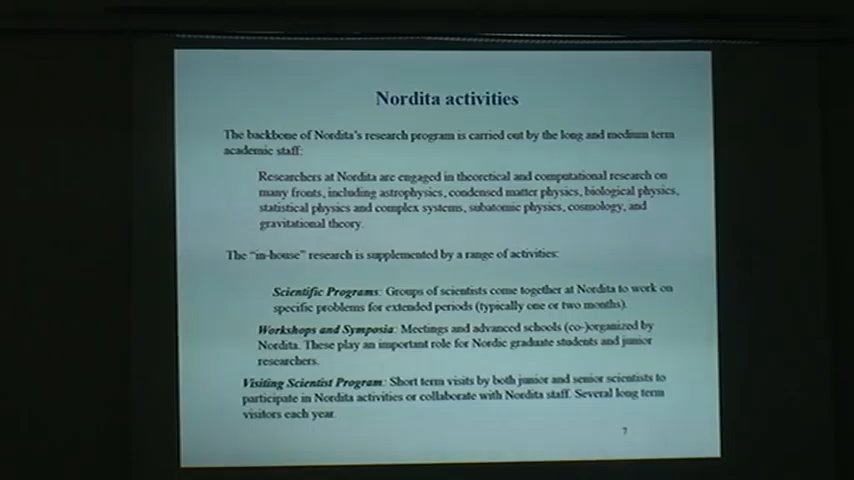 Nordita activities
The backbone of Nordita's research program is carried out by the long and medium term
academic staff:
Researchers at Nordita are engaged in theoretical and computational research on
many fronts, including astrophysics, condensed matter physics, biological physics,
statistical physics and complex systems, subatomic physics, cosmology, and
gravitational theory.
The "in-house" research is supplemented by a range of activities:
Scientific Programs: Groups of scientists come together at Nordita to work on
specific problems for extended periods (typically one or two months).
Workshops and Symposia: Meetings and advanced schools (co-)organized by
Nordita. These play an important role for Nordic graduate students and junior
researchers.
Visiting Scientist Program: Short term visits by both junior and senior scientists to
participate in Nordita activities or collaborate with Nordita staff. Several long term
visitors each year.
7